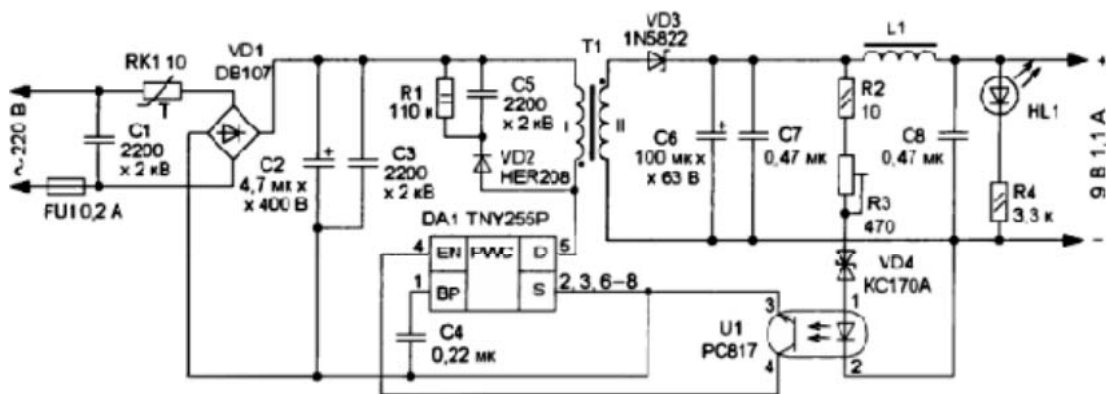 ~220 В
RK1 10
VD1
DB107
C1
2200
x 2 кВ
FU1 0,2 A
C2
4,7 мк x
x 400 В
C3
2200
x 2 кВ
R1
110 к
C5
2200
x 2 кВ
VD2
HER208
DA1 TNY255P
4
EN
PWC
D
5
1
BP
S
2, 3, 6-8
C4
0,22 мк
T1
I
II
VD3
1N5822
C6
100 мк x
x 63 В
C7
0,47 мк
R2
10
R3
470
VD4
КС170А
L1
C8
0,47 мк
HL1
R4
3,3 к
+
9 В 1,1 А
−
U1
PC817
3
4
1
2